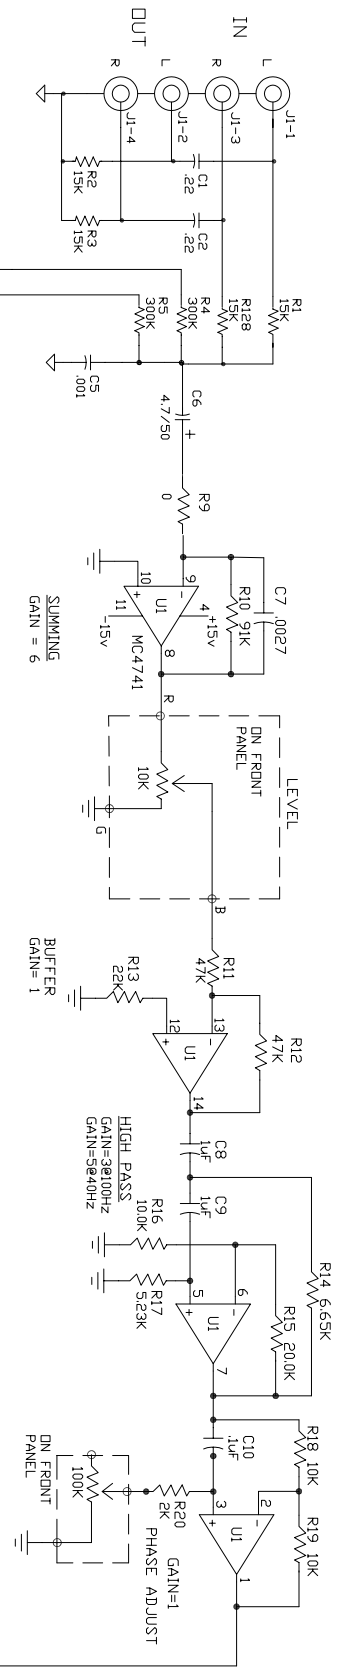 IN
OUT
L
R
L
R
J1-1
J1-3
J1-2
J1-4
C1
.22
C2
.22
R2
15K
R3
15K
R1
15K
R128
15K
R4
300K
R5
300K
C5
.001
C6
4.7/50
+
R9
0
C7
.0027
R10
91K
9
10
-
+
U1
4
+15v
11
-15v
8
MC4741
SUMMING
GAIN = 6
R
LEVEL
ON FRONT
PANEL
10K
G
B
R11
47K
R12
47K
R13
22K
13
12
-
+
U1
14
BUFFER
GAIN= 1
C8
1uF
C9
1uF
HIGH PASS
GAIN=3@100Hz
GAIN=5@40Hz
R14
6.65K
R16
10.0K
R17
5.23K
R15
20.0K
6
5
-
+
U1
7
C10
.1uF
R18
10K
R19
10K
2
3
-
+
U1
1
R20
2K
GAIN=1
PHASE ADJUST
100K
ON FRONT
PANEL